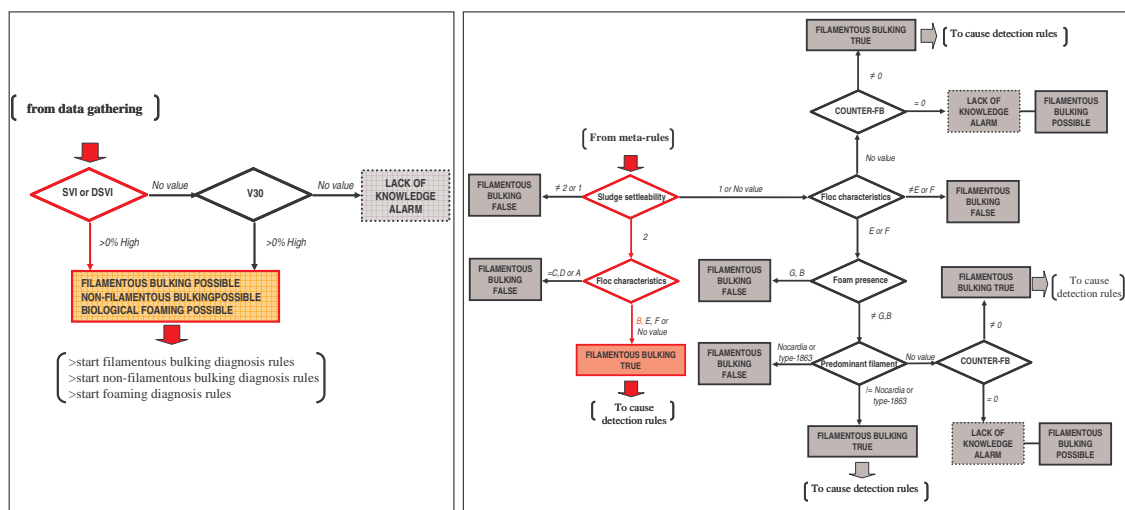 from data gathering
SVI or DSVI
No value
V30
No value
LACK OF
KNOWLEDGE
ALARM
>0% High
>0% High
FILAMENTOUS BULKING POSSIBLE
NON-FILAMENTOUS BULKINGPOSSIBLE
BIOLOGICAL FOAMING POSSIBLE
>start filamentous bulking diagnosis rules
>start non-filamentous bulking diagnosis rules
>start foaming diagnosis rules
FILAMENTOUS BULKING
TRUE
To cause detection rules
≠ 0
COUNTER-FB
= 0
LACK OF
KNOWLEDGE
ALARM
FILAMENTOUS
BULKING
POSSIBLE
From meta-rules
No value
FILAMENTOUS
BULKING
FALSE
≠ 2 or 1
Sludge settleability
1 or No value
Floc characteristics
≠E or F
FILAMENTOUS
BULKING
FALSE
2
E or F
FILAMENTOUS
BULKING
FALSE
=C,D or A
Floc characteristics
FILAMENTOUS
BULKING
FALSE
G, B
Foam presence
FILAMENTOUS
BULKING TRUE
To cause
detection rules
B, E, F or
No value
≠ G,B
≠ 0
FILAMENTOUS BULKING
TRUE
FILAMENTOUS
BULKING
FALSE
Nocardia or
type-1863
Predominant filament
No value
COUNTER-FB
To cause
detection rules
¡= Nocardia or
type-1863
= 0
FILAMENTOUS BULKING
TRUE
LACK OF
KNOWLEDGE
ALARM
FILAMENTOUS
BULKING
POSSIBLE
To cause detection rules